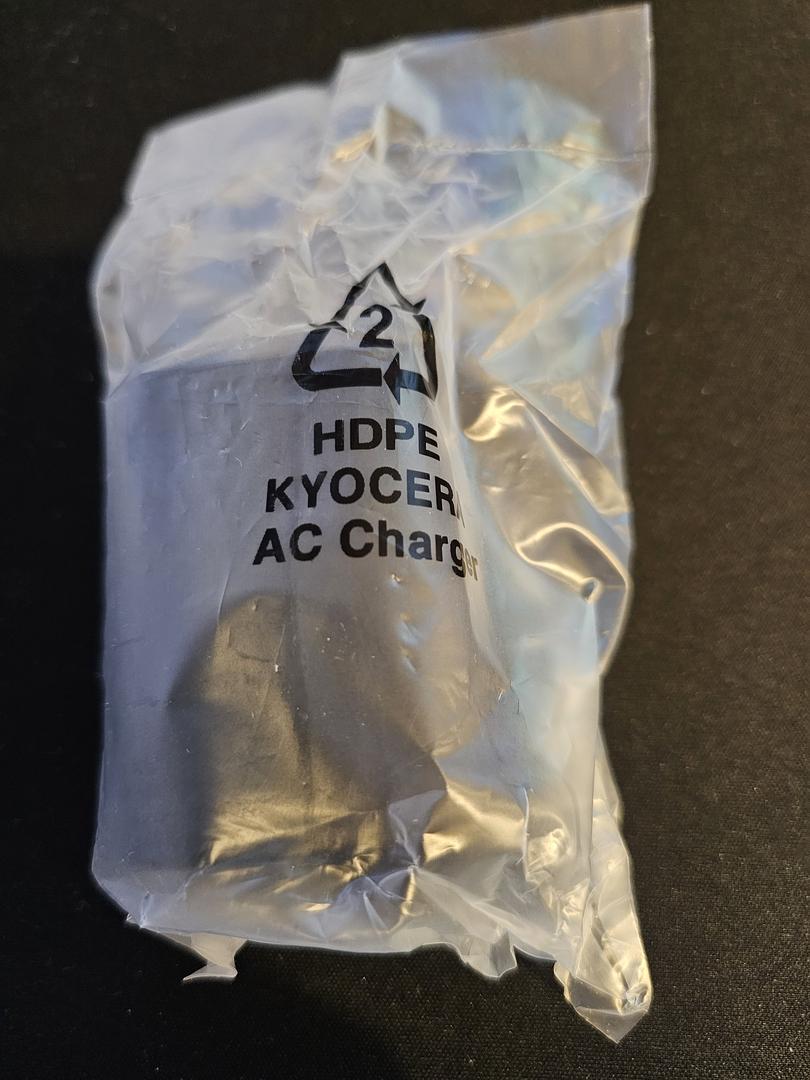 2
HDPE
KYOCERA
AC Charger